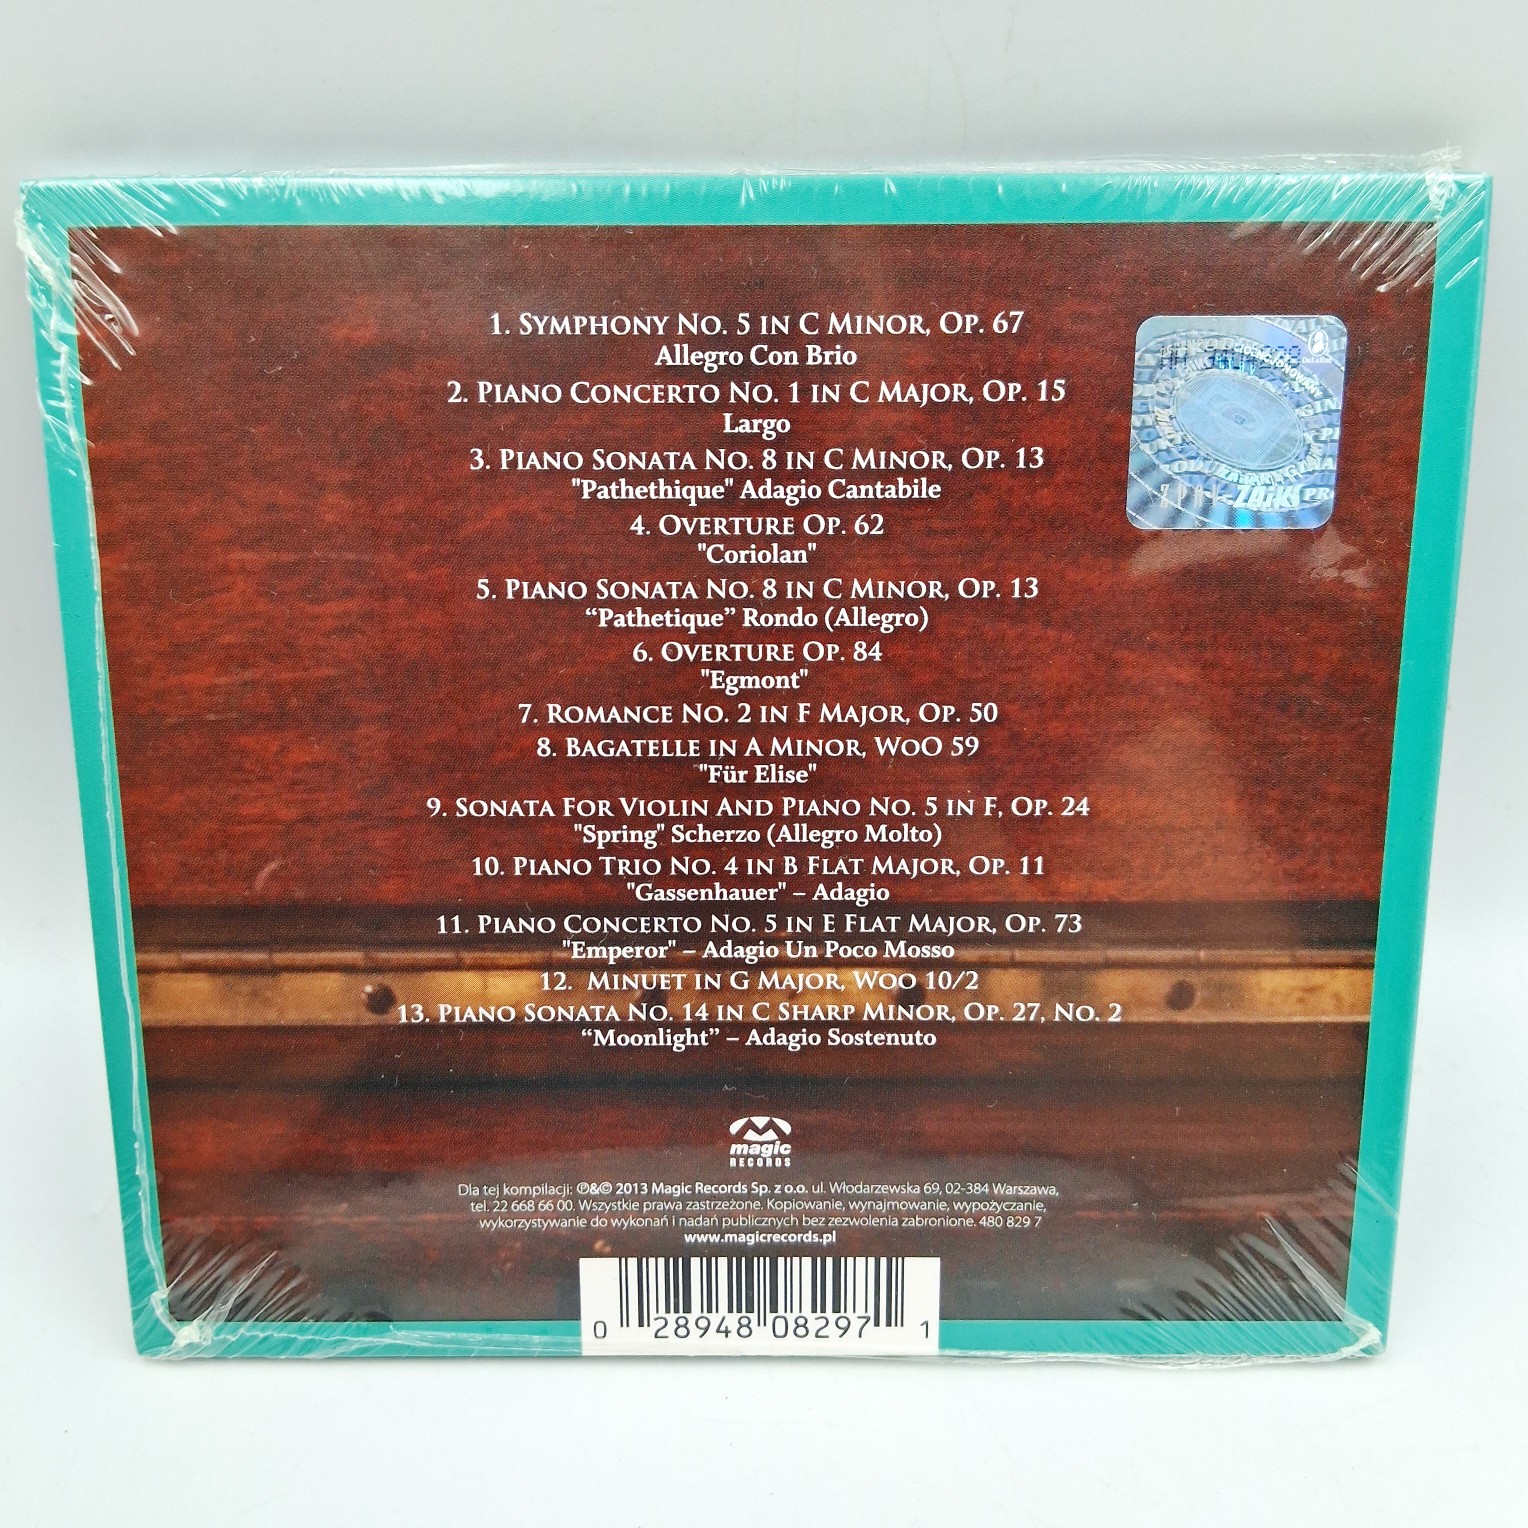 1. Symphony No. 5 in C Minor, Op. 67
Allegro Con Brio
2. Piano Concerto No. 1 in C Major, Op. 15
Largo
3. Piano Sonata No. 8 in C Minor, Op. 13
"Pathethique" Adagio Cantabile
4. Overture Op. 62
"Coriolan"
5. Piano Sonata No. 8 in C Minor, Op. 13
“Pathetique” Rondo (Allegro)
6. Overture Op. 84
"Egmont"
7. Romance No. 2 in F Major, Op. 50
8. Bagatelle in A Minor, WoO 59
"Für Elise"
9. Sonata For Violin And Piano No. 5 in F, Op. 24
"Spring" Scherzo (Allegro Molto)
10. Piano Trio No. 4 in B Flat Major, Op. 11
"Gassenhauer" – Adagio
11. Piano Concerto No. 5 in E Flat Major, Op. 73
"Emperor" – Adagio Un Poco Mosso
12. Minuet in G Major, Woo 10/2
13. Piano Sonata No. 14 in C Sharp Minor, Op. 27, No. 2
“Moonlight” – Adagio Sostenuto
DeLaRue
ZAiKS
magic
RECORDS
Dla tej kompilacji: ℗&© 2013 Magic Records Sp. z o.o. ul. Włodarzewska 69, 02-384 Warszawa,
tel. 22 668 66 00. Wszystkie prawa zastrzeżone. Kopiowanie, wynajmowanie, wypożyczanie,
wykorzystywanie do wykonań i nadań publicznych bez zezwolenia zabronione. 480 829 7
www.magicrecords.pl
0 28948 08297 1